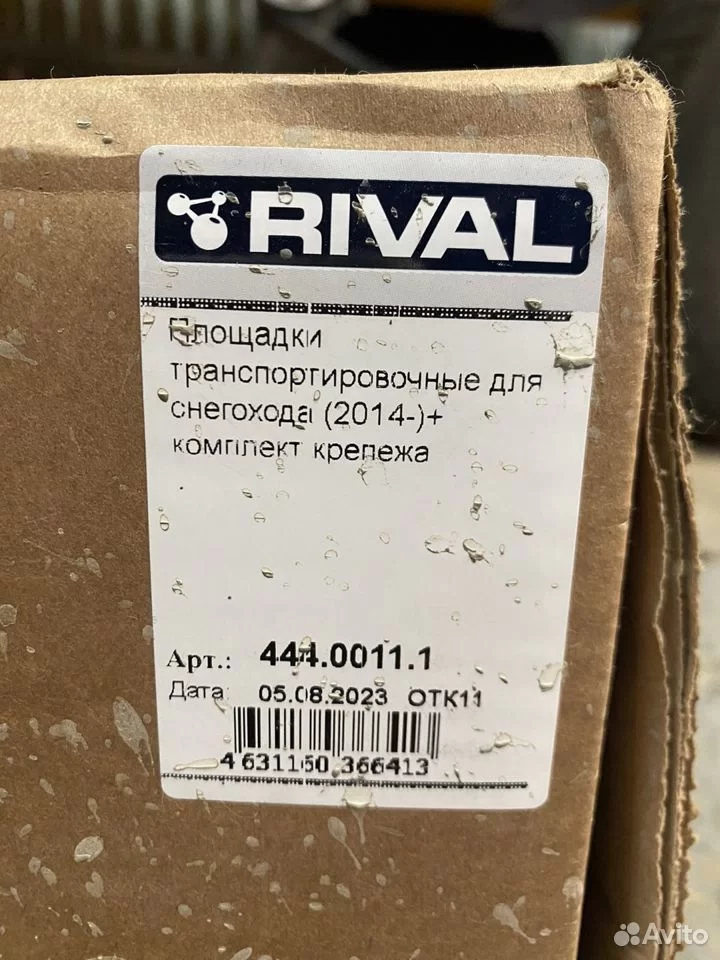 RIVAL
Площадки
транспортировочные для
снегохода (2014-)+
комплект крепежа
Арт.: 444.0011.1
Дата: 05.08.2023 ОТК11
4 631160 366413
Avito